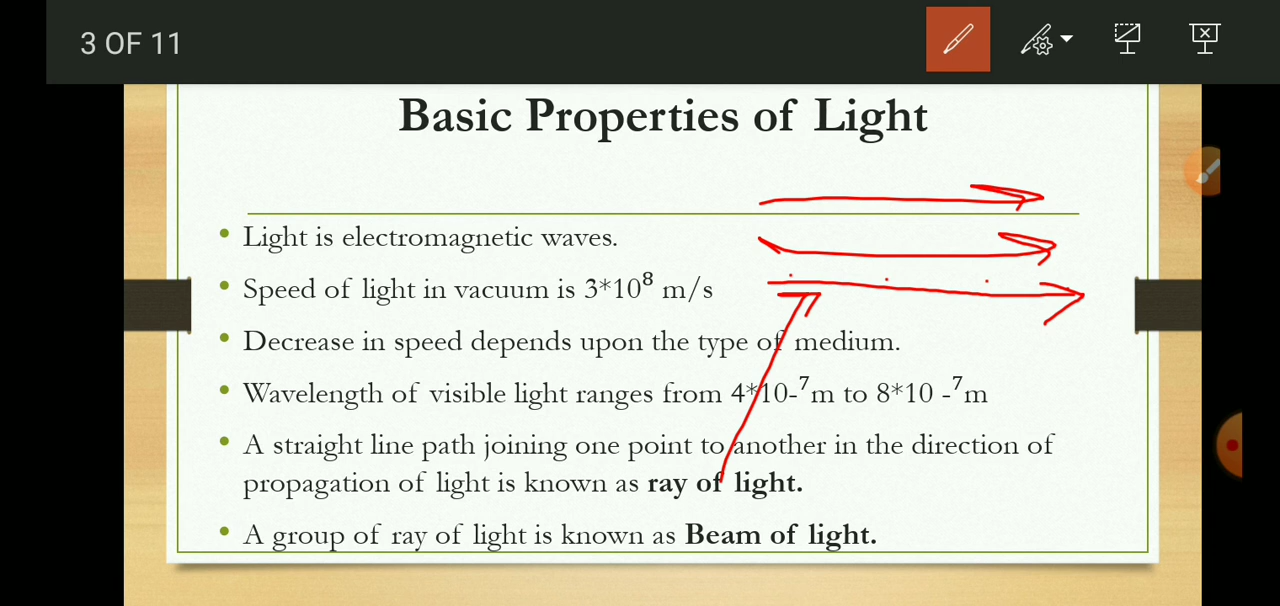 3 OF 11
Basic Properties of Light
• Light is electromagnetic waves.
• Speed of light in vacuum is 3*10⁸ m/s
• Decrease in speed depends upon the type of medium.
• Wavelength of visible light ranges from 4*10-⁷m to 8*10 -⁷m
• A straight line path joining one point to another in the direction of
propagation of light is known as ray of light.
• A group of ray of light is known as Beam of light.